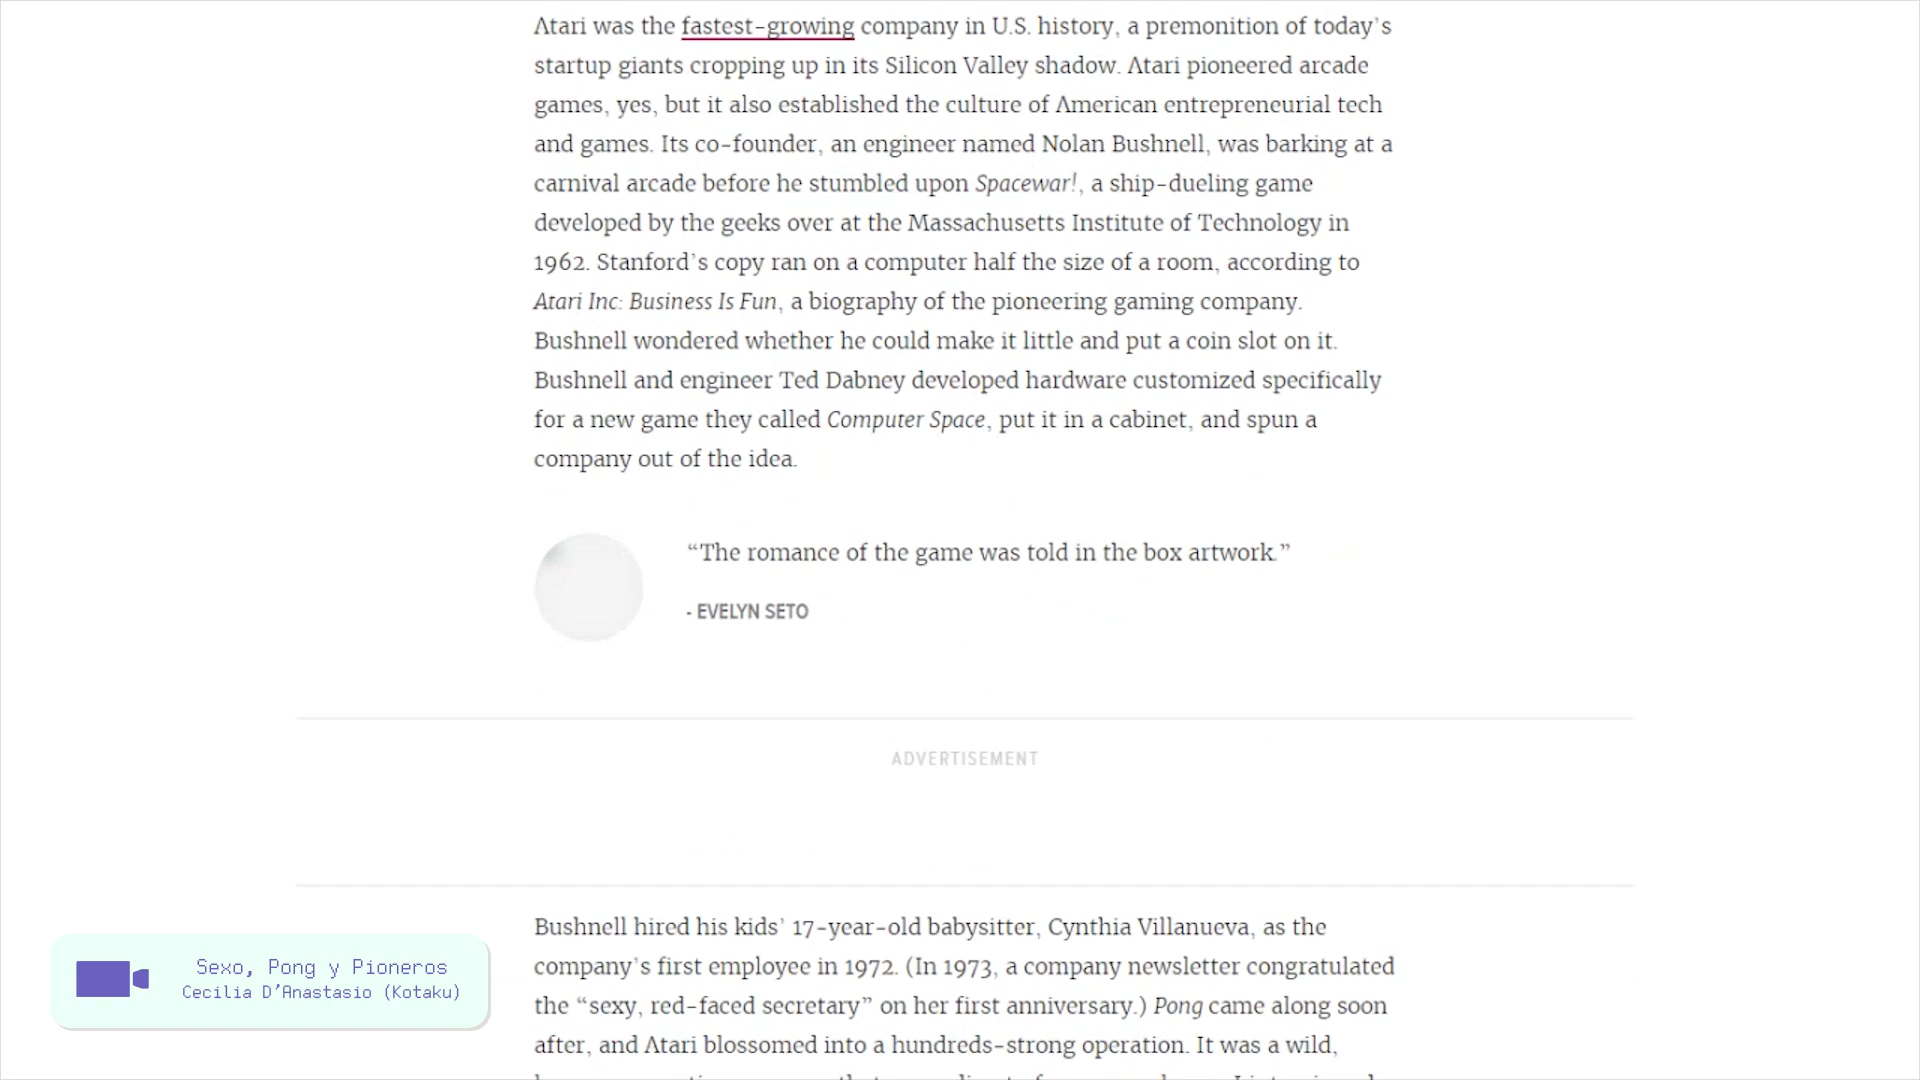 Atari was the fastest-growing company in U.S. history, a premonition of today’s
startup giants cropping up in its Silicon Valley shadow. Atari pioneered arcade
games, yes, but it also established the culture of American entrepreneurial tech
and games. Its co-founder, an engineer named Nolan Bushnell, was barking at a
carnival arcade before he stumbled upon Spacewar!, a ship-dueling game
developed by the geeks over at the Massachusetts Institute of Technology in
1962. Stanford’s copy ran on a computer half the size of a room, according to
Atari Inc: Business Is Fun, a biography of the pioneering gaming company.
Bushnell wondered whether he could make it little and put a coin slot on it.
Bushnell and engineer Ted Dabney developed hardware customized specifically
for a new game they called Computer Space, put it in a cabinet, and spun a
company out of the idea.
“The romance of the game was told in the box artwork.”
- EVELYN SETO
ADVERTISEMENT
Bushnell hired his kids’ 17-year-old babysitter, Cynthia Villanueva, as the
company’s first employee in 1972. (In 1973, a company newsletter congratulated
the “sexy, red-faced secretary” on her first anniversary.) Pong came along soon
after, and Atari blossomed into a hundreds-strong operation. It was a wild,
Sexo, Pong y Pioneros
Cecilia D’Anastasio (Kotaku)